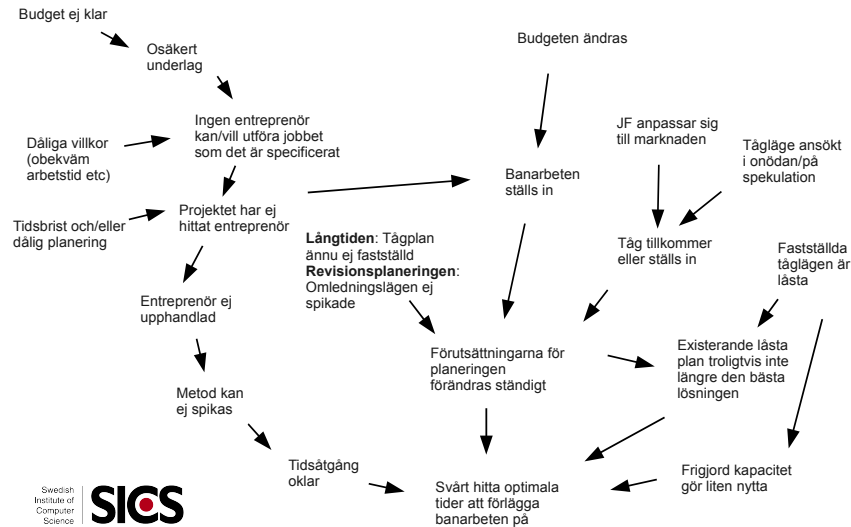 Budget ej klar
Osäkert
underlag
Budgeten ändras
Ingen entreprenör
kan/vill utföra jobbet
som det är specificerat
Dåliga villkor
(obekväm
arbetstid etc)
JF anpassar sig
till marknaden
Tågläge ansökt
i onödan/på
spekulation
Banarbeten
ställs in
Projektet har ej
hittat entreprenör
Tidsbrist och/eller
dålig planering
Långtiden: Tågplan
ännu ej fastställd
Revisionsplaneringen:
Omledningslägen ej
spikade
Tåg tillkommer
eller ställs in
Fastställda
tåglägen är
låsta
Entreprenör ej
upphandlad
Förutsättningarna för
planeringen
förändras ständigt
Existerande låsta
plan troligtvis inte
längre den bästa
lösningen
Metod kan
ej spikas
Tidsåtgång
oklar
Svårt hitta optimala
tider att förlägga
banarbeten på
Frigjord kapacitet
gör liten nytta
Swedish
Institute of
Computer
Science
SICS